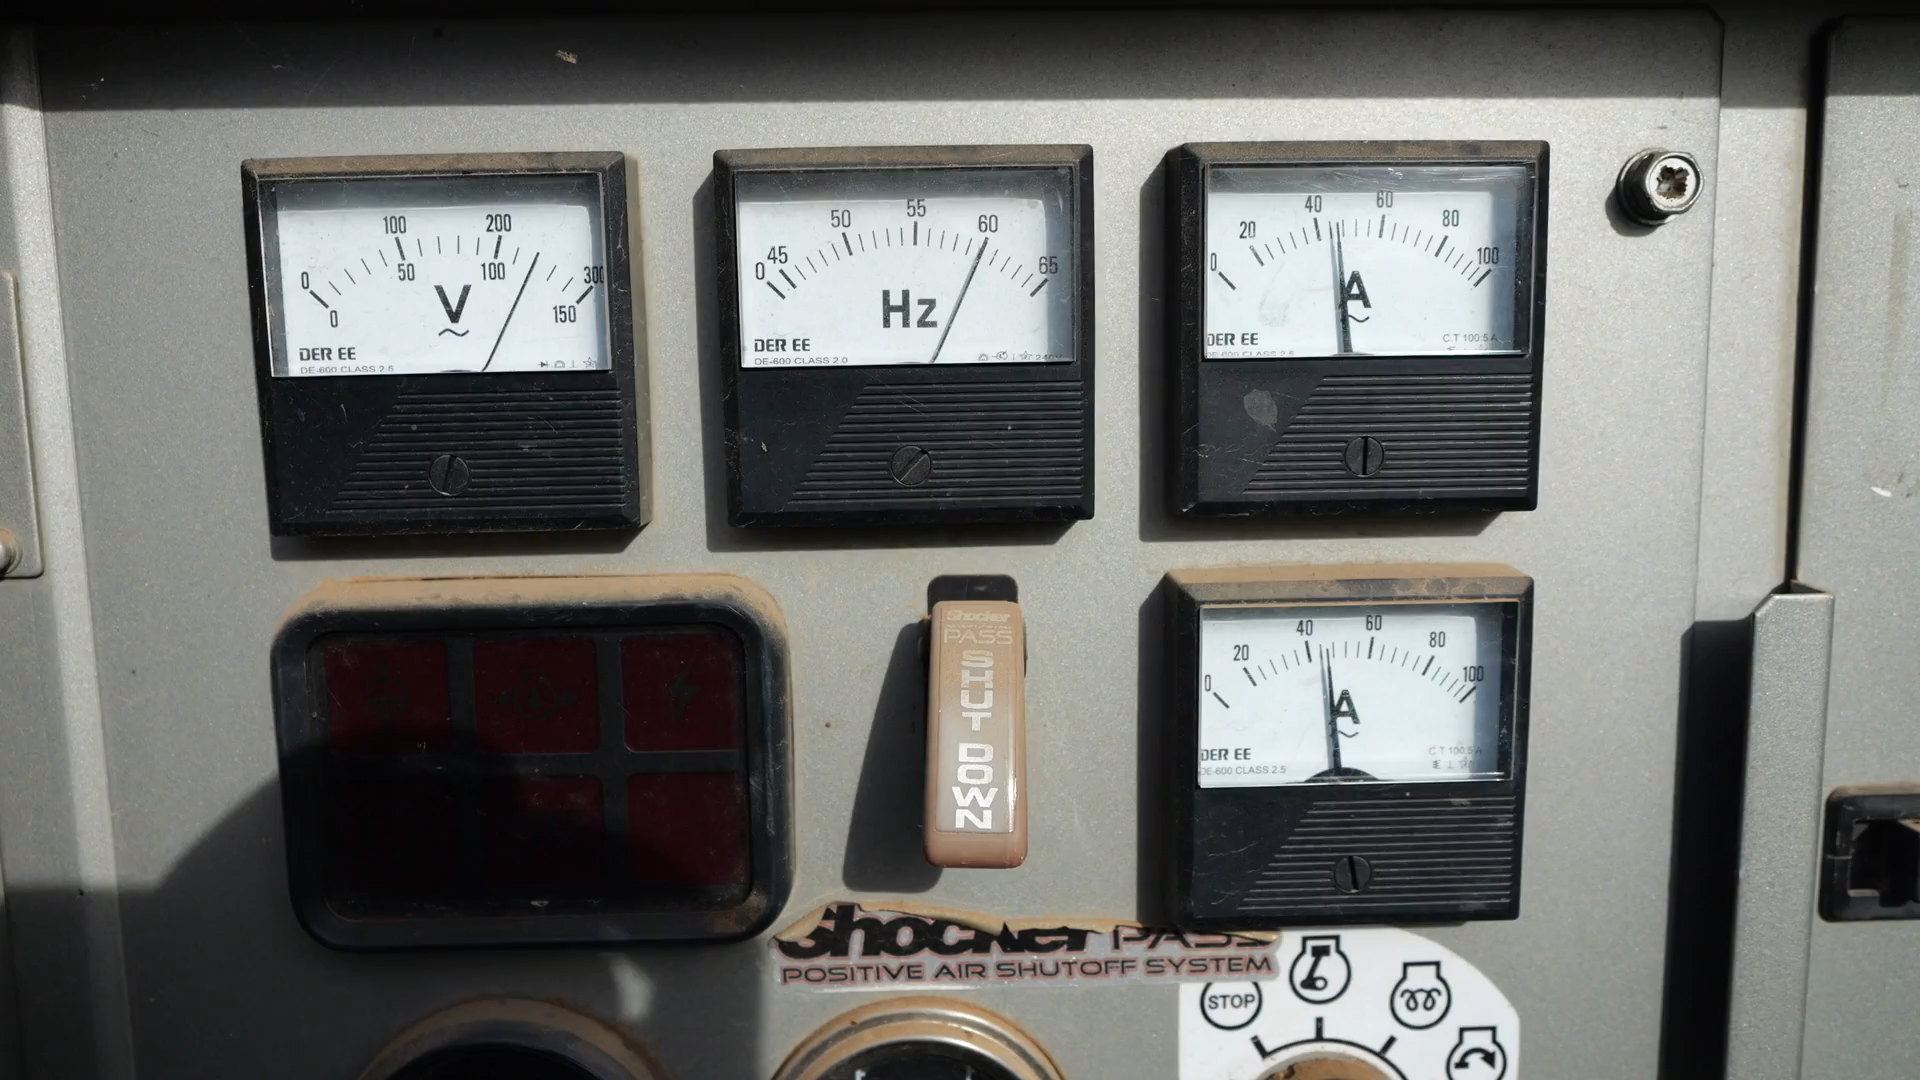 0 100 200 300
0 50 100 150
V
DER EE
DE-600 CLASS 2.5
0 45 50 55 60 65
Hz
DER EE
DE-600 CLASS 2.0
240V
0 20 40 60 80 100
A
DER EE
DE-600 CLASS 2.5
C.T 100:5A
Shocker
PASS
SHUT DOWN
0 20 40 60 80 100
A
DER EE
DE-600 CLASS 2.5
C.T 100:5A
Shocker PASS
POSITIVE AIR SHUTOFF SYSTEM
STOP